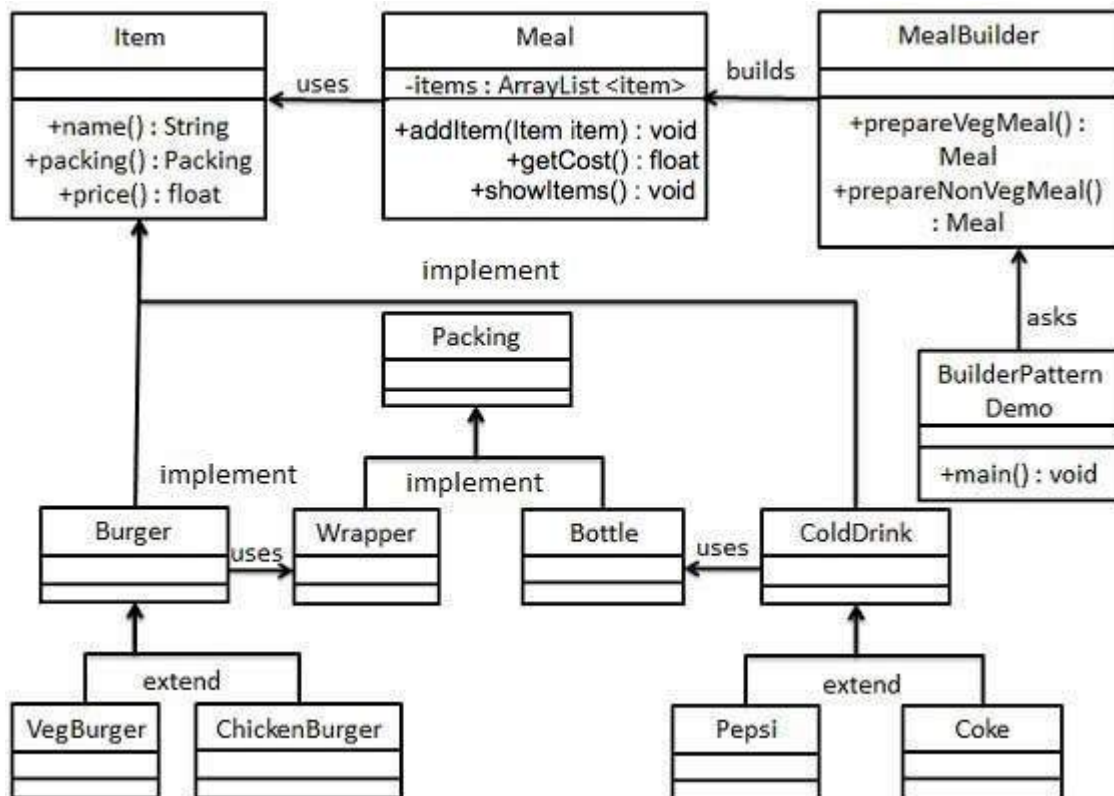 Item
+name() : String
+packing() : Packing
+price() : float
uses
Meal
-items : ArrayList <item>
+addItem(Item item) : void
+getCost() : float
+showItems() : void
builds
MealBuilder
+prepareVegMeal() :
Meal
+prepareNonVegMeal()
: Meal
implement
asks
Packing
BuilderPattern
Demo
+main() : void
implement
implement
Burger
uses
Wrapper
Bottle
uses
ColdDrink
extend
extend
VegBurger
ChickenBurger
Pepsi
Coke